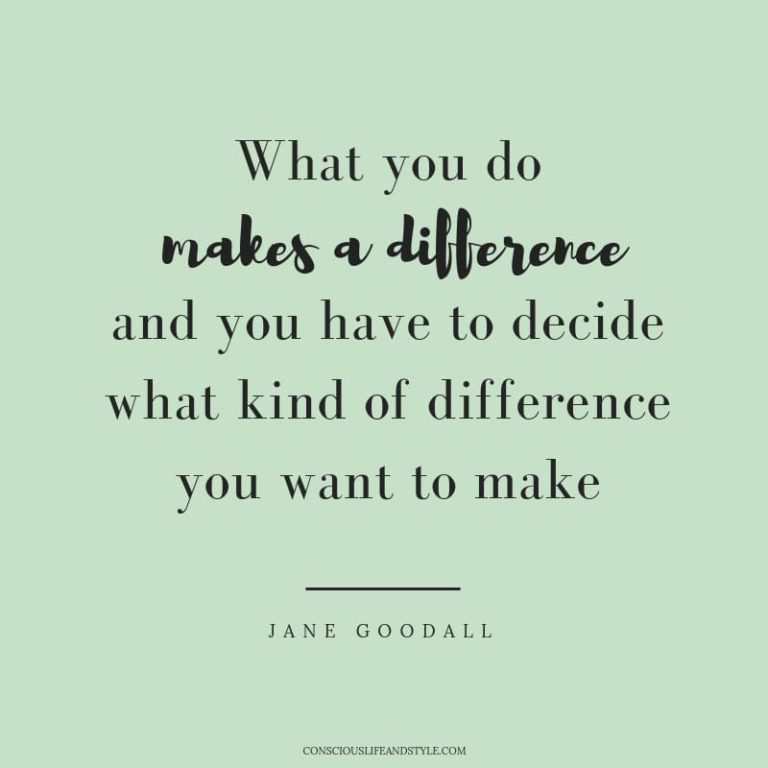 What you do
makes a difference
and you have to decide
what kind of difference
you want to make
JANE GOODALL
CONSCIOUSLIFEANDSTYLE.COM